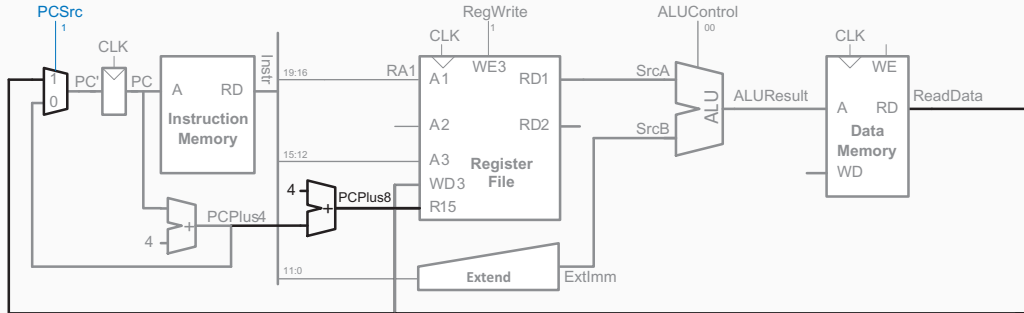 PCSrc
1
RegWrite
1
ALUControl
00
CLK
CLK
CLK
1
0
PC'
PC
A
RD
Instruction
Memory
Instr
19:16
RA1
A1
WE3
RD1
SrcA
A2
RD2
SrcB
ALU
ALUResult
WE
A
RD
ReadData
Data
Memory
WD
15:12
A3
Register
File
WD3
R15
4
+
PCPlus8
PCPlus4
4
+
11:0
Extend
ExtImm